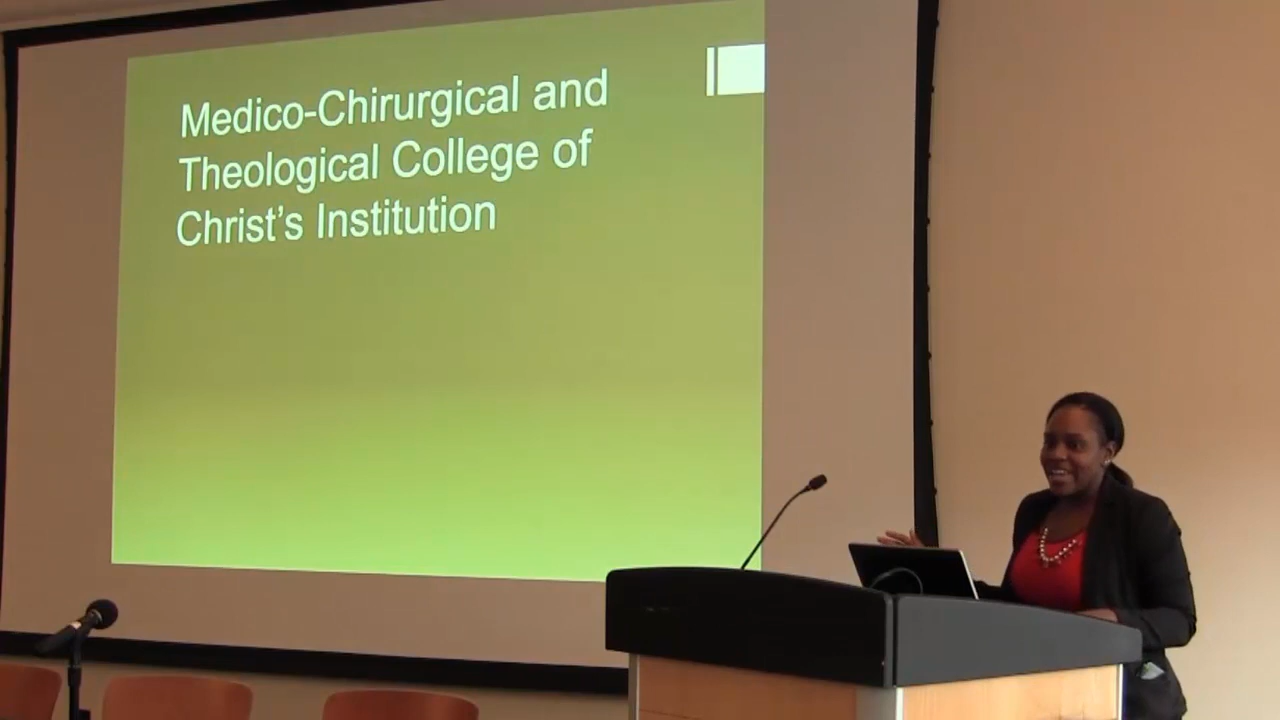 Medico-Chirurgical and
Theological College of
Christ's Institution